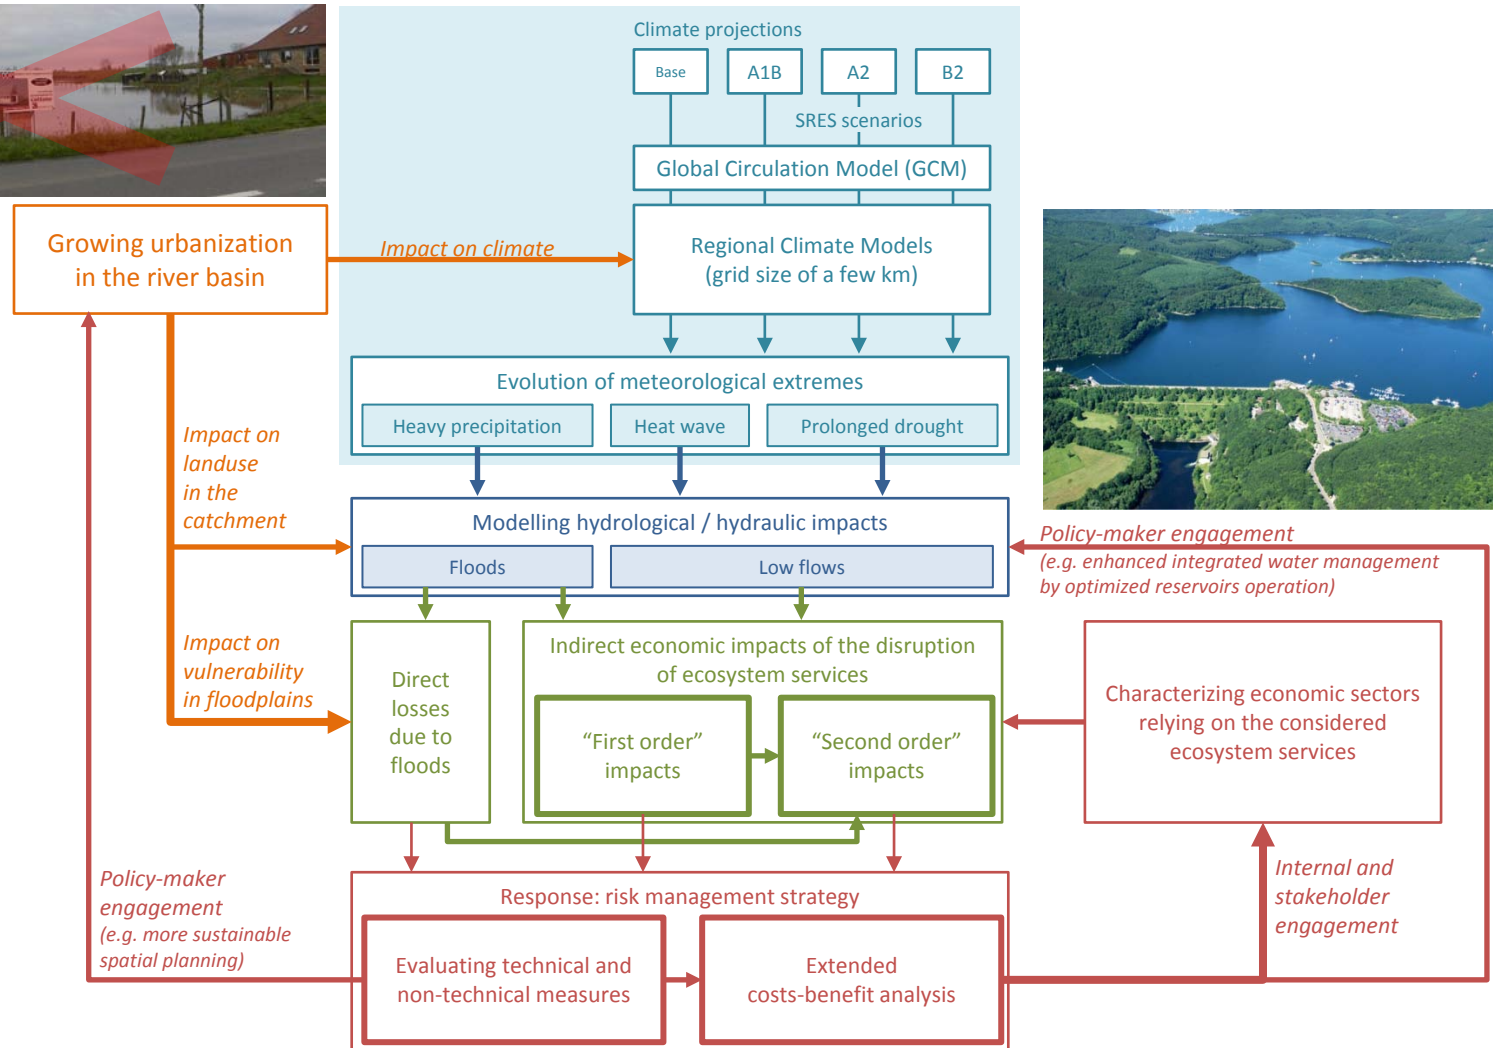 Climate projections
Base
A1B
A2
B2
SRES scenarios
Global Circulation Model (GCM)
Growing urbanization
in the river basin
Impact on climate
Regional Climate Models
(grid size of a few km)
Evolution of meteorological extremes
Heavy precipitation
Heat wave
Prolonged drought
Impact on
landuse
in the
catchment
Modelling hydrological / hydraulic impacts
Floods
Low flows
Policy-maker engagement
(e.g. enhanced integrated water management
by optimized reservoirs operation)
Impact on
vulnerability
in floodplains
Direct
losses
due to
floods
Indirect economic impacts of the disruption
of ecosystem services
“First order”
impacts
“Second order”
impacts
Characterizing economic sectors
relying on the considered
ecosystem services
Policy-maker
engagement
(e.g. more sustainable
spatial planning)
Response: risk management strategy
Evaluating technical and
non-technical measures
Extended
costs-benefit analysis
Internal and
stakeholder
engagement